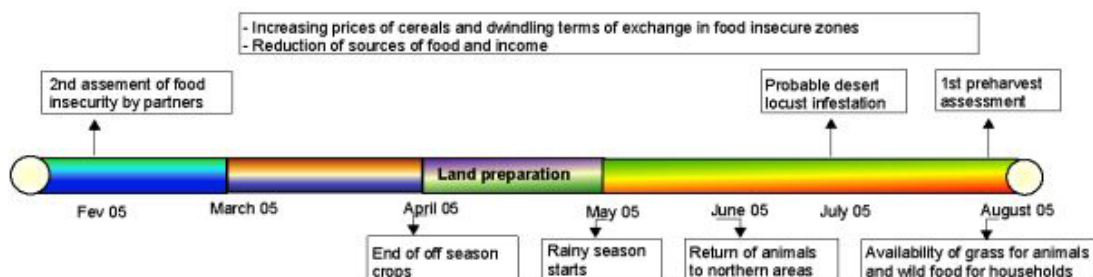 - Increasing prices of cereals and dwindling terms of exchange in food insecure zones
- Reduction of sources of food and income
2nd assement of food
insecurity by partners
Probable desert
locust infestation
1st preharvest
assessment
Land preparation
Fev 05
March 05
April 05
May 05
June 05
July 05
August 05
End of off season
crops
Rainy season
starts
Return of animals
to northern areas
Availability of grass for animals
and wild food for households